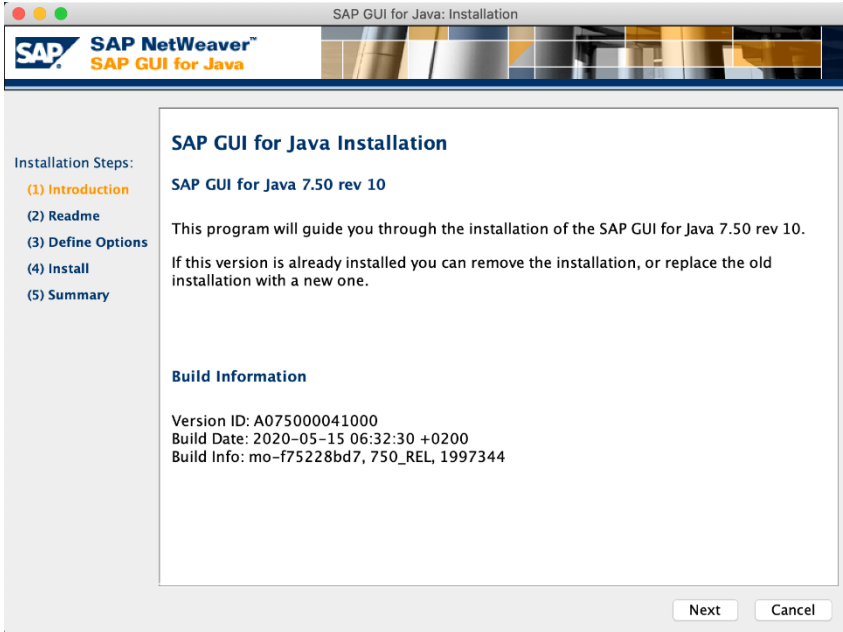 SAP GUI for Java: Installation
SAP
SAP NetWeaver™
SAP GUI for Java
Installation Steps:
(1) Introduction
(2) Readme
(3) Define Options
(4) Install
(5) Summary
SAP GUI for Java Installation
SAP GUI for Java 7.50 rev 10
This program will guide you through the installation of the SAP GUI for Java 7.50 rev 10.
If this version is already installed you can remove the installation, or replace the old
installation with a new one.
Build Information
Version ID: A075000041000
Build Date: 2020-05-15 06:32:30 +0200
Build Info: mo-f75228bd7, 750_REL, 1997344
Next
Cancel